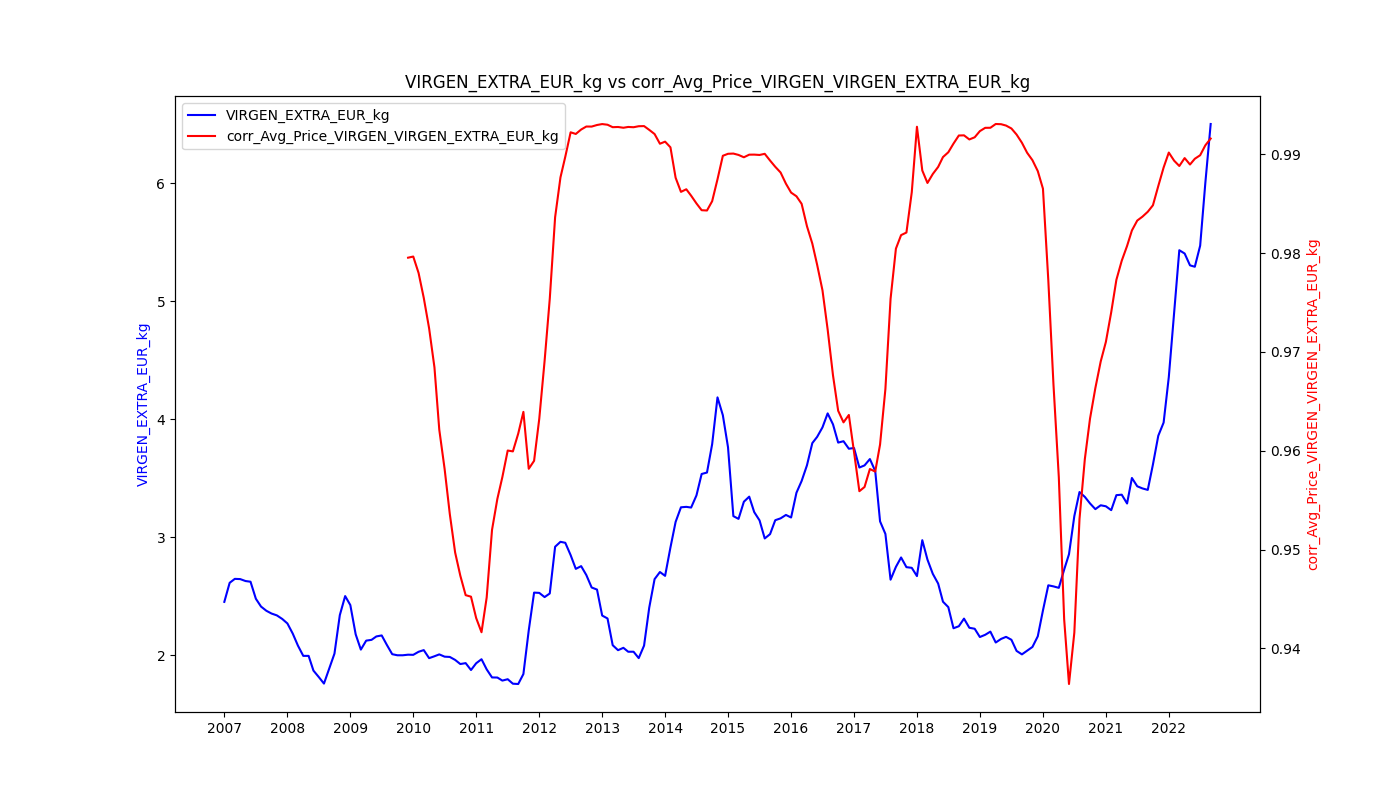 VIRGEN_EXTRA_EUR_kg vs corr_Avg_Price_VIRGEN_VIRGEN_EXTRA_EUR_kg
VIRGEN_EXTRA_EUR_kg
corr_Avg_Price_VIRGEN_VIRGEN_EXTRA_EUR_kg
VIRGEN_EXTRA_EUR_kg
6
5
4
3
2
0.99
0.98
0.97
0.96
0.95
0.94
corr_Avg_Price_VIRGEN_VIRGEN_EXTRA_EUR_kg
2007 2008 2009 2010 2011 2012 2013 2014 2015 2016 2017 2018 2019 2020 2021 2022